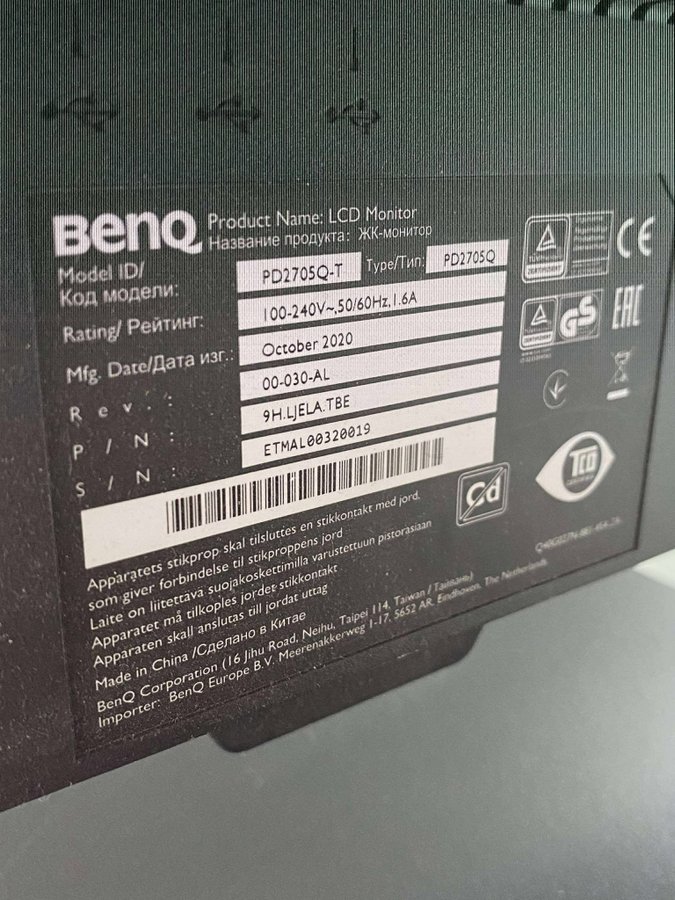 BenQ
Product Name: LCD Monitor
Название продукта: ЖК-монитор
Model ID/
Код модели:
PD2705Q-T
Type/Тип:
PD2705Q
Rating/ Рейтинг:
100-240V~,50/60Hz,1.6A
Mfg. Date/Дата изг.:
October 2020
Rev.:
00-030-AL
P/N:
9H.LJELA.TBE
S/N:
ETMAL00320019
CE
GS
EAC
TCO
Cd
Apparatets stikprop skal tilsluttes en stikkontakt med jord.
som giver forbindelse til stikproppens jord
Laite on liitettävä suojakoskettimilla varustettuun pistorasiaan
Apparatet må tilkoples jordet stikkontakt
Apparaten skall anslutas till jordat uttag
Made in China /Сделано в Китае
BenQ Corporation (16 Jihu Road, Neihu, Taipei 114, Taiwan / Тайвань)
Importer: BenQ Europe B.V. Meerenakkerweg 1-17, 5652 AR, Eindhoven, The Netherlands